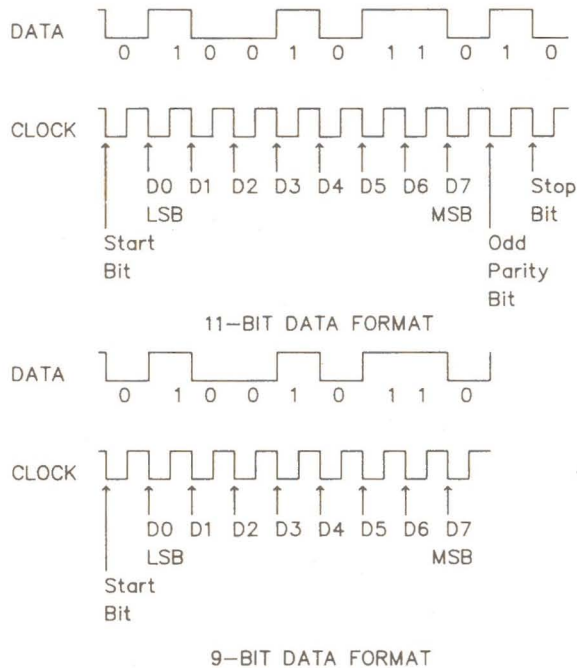 DATA
0 1 0 0 1 0 1 1 0 1 0
CLOCK
D0 D1 D2 D3 D4 D5 D6 D7 Stop
LSB MSB Bit
Start Odd
Bit Parity
Bit
11-BIT DATA FORMAT
DATA
0 1 0 0 1 0 1 1 0
CLOCK
D0 D1 D2 D3 D4 D5 D6 D7
LSB MSB
Start
Bit
9-BIT DATA FORMAT